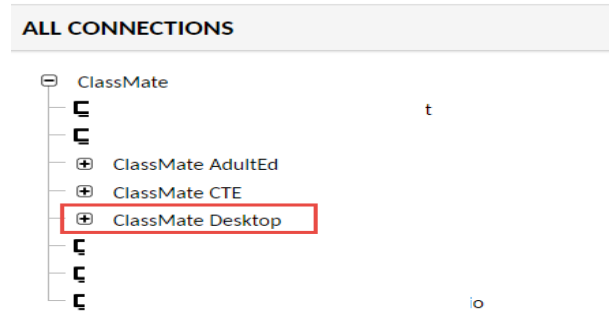 ALL CONNECTIONS
ClassMate
t
ClassMate AdultEd
ClassMate CTE
ClassMate Desktop
io